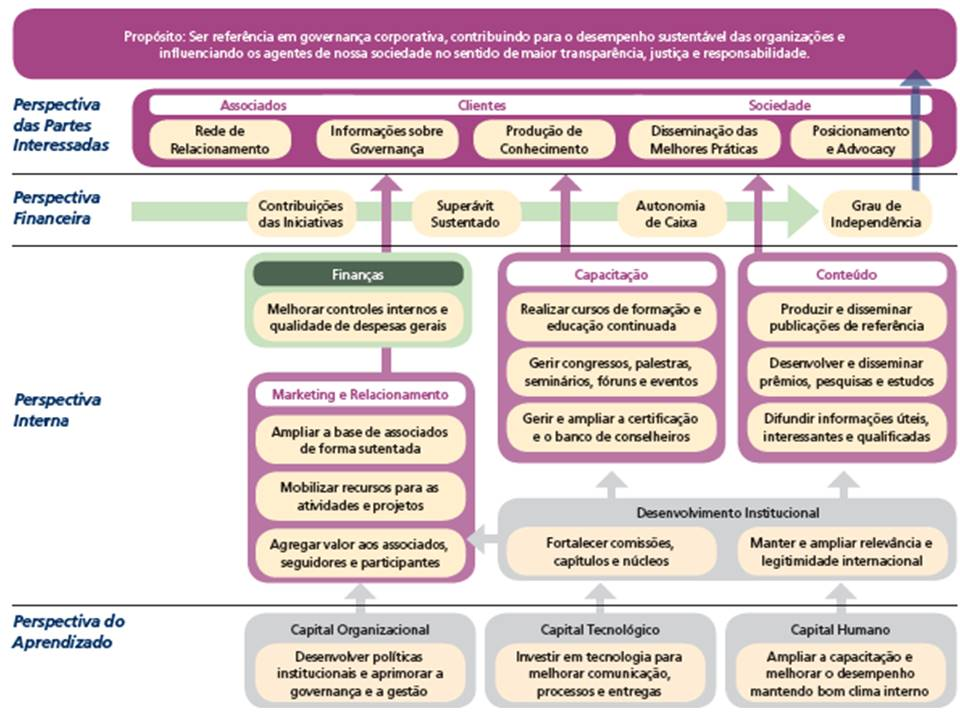 Propósito: Ser referência em governança corporativa, contribuindo para o desempenho sustentável das organizações e
influenciando os agentes de nossa sociedade no sentido de maior transparência, justiça e responsabilidade.
Perspectiva
das Partes
Interessadas
Associados
Clientes
Sociedade
Rede de
Relacionamento
Informações sobre
Governança
Produção de
Conhecimento
Disseminação das
Melhores Práticas
Posicionamento
e Advocacy
Perspectiva
Financeira
Contribuições
das Iniciativas
Superávit
Sustentado
Autonomia
de Caixa
Grau de
Independência
Perspectiva
Interna
Finanças
Melhorar controles internos e
qualidade de despesas gerais
Marketing e Relacionamento
Ampliar a base de associados
de forma sutentada
Mobilizar recursos para as
atividades e projetos
Agregar valor aos associados,
seguidores e participantes
Capacitação
Realizar cursos de formação e
educação continuada
Gerir congressos, palestras,
seminários, fóruns e eventos
Gerir e ampliar a certificação
e o banco de conselheiros
Conteúdo
Produzir e disseminar
publicações de referência
Desenvolver e disseminar
prêmios, pesquisas e estudos
Difundir informações úteis,
interessantes e qualificadas
Desenvolvimento Institucional
Fortalecer comissões,
capítulos e núcleos
Manter e ampliar relevância e
legitimidade internacional
Perspectiva do
Aprendizado
Capital Organizacional
Desenvolver políticas
institucionais e aprimorar a
governança e a gestão
Capital Tecnológico
Investir em tecnologia para
melhorar comunicação,
processos e entregas
Capital Humano
Ampliar a capacitação e
melhorar o desempenho
mantendo bom clima interno